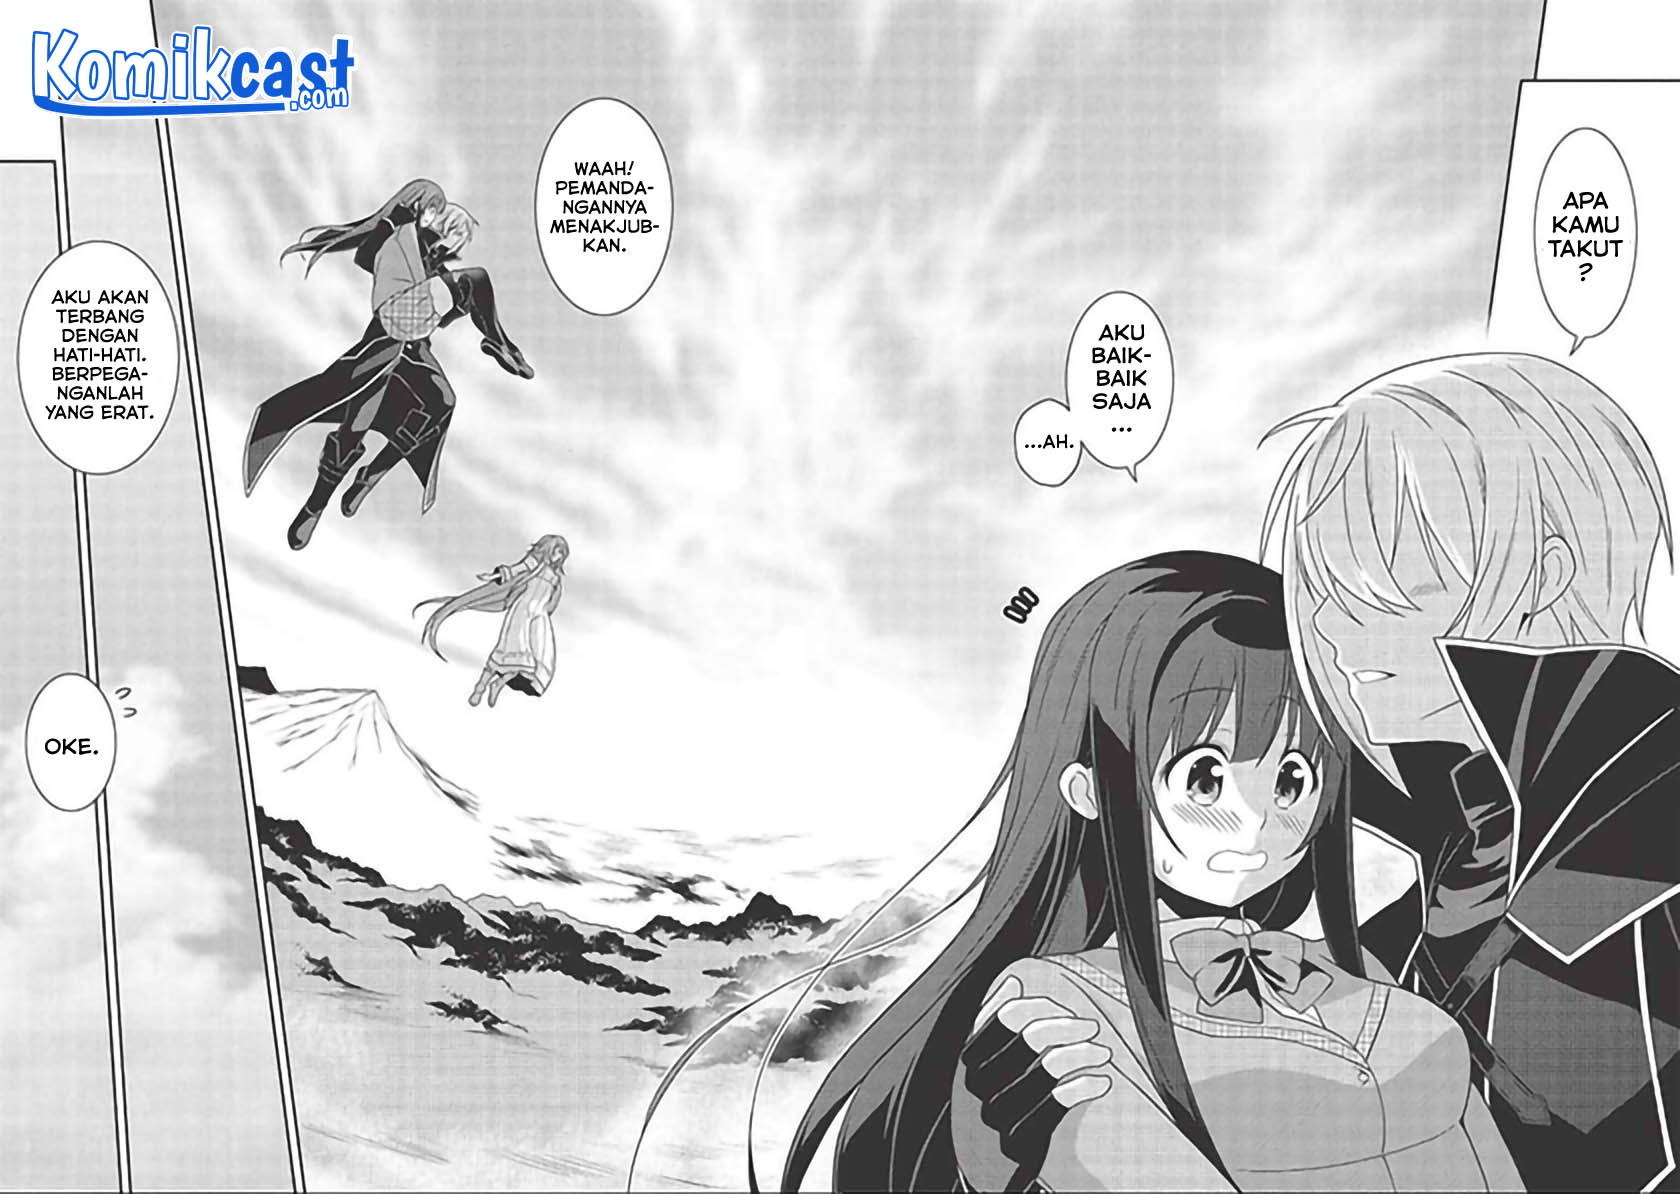 Komikcast
.com
APA
KAMU
TAKUT
?
AKU
BAIK-
BAIK
SAJA
...
...AH.
WAAH!
PEMANDA-
NGANNYA
MENAKJUB-
KAN.
AKU AKAN
TERBANG
DENGAN
HATI-HATI.
BERPEGA-
NGANLAH
YANG ERAT.
OKE.